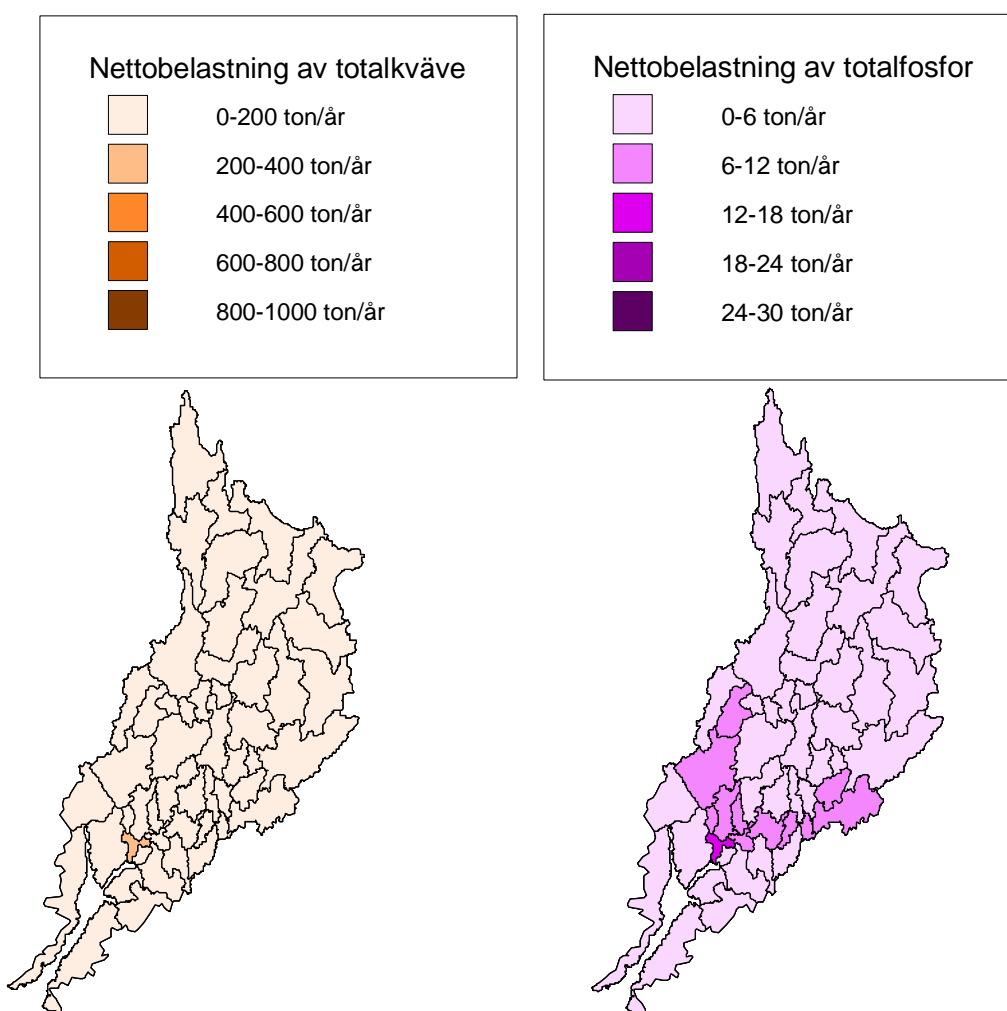 Nettobelastning av totalkväve
0-200 ton/år
200-400 ton/år
400-600 ton/år
600-800 ton/år
800-1000 ton/år
Nettobelastning av totalfosfor
0-6 ton/år
6-12 ton/år
12-18 ton/år
18-24 ton/år
24-30 ton/år